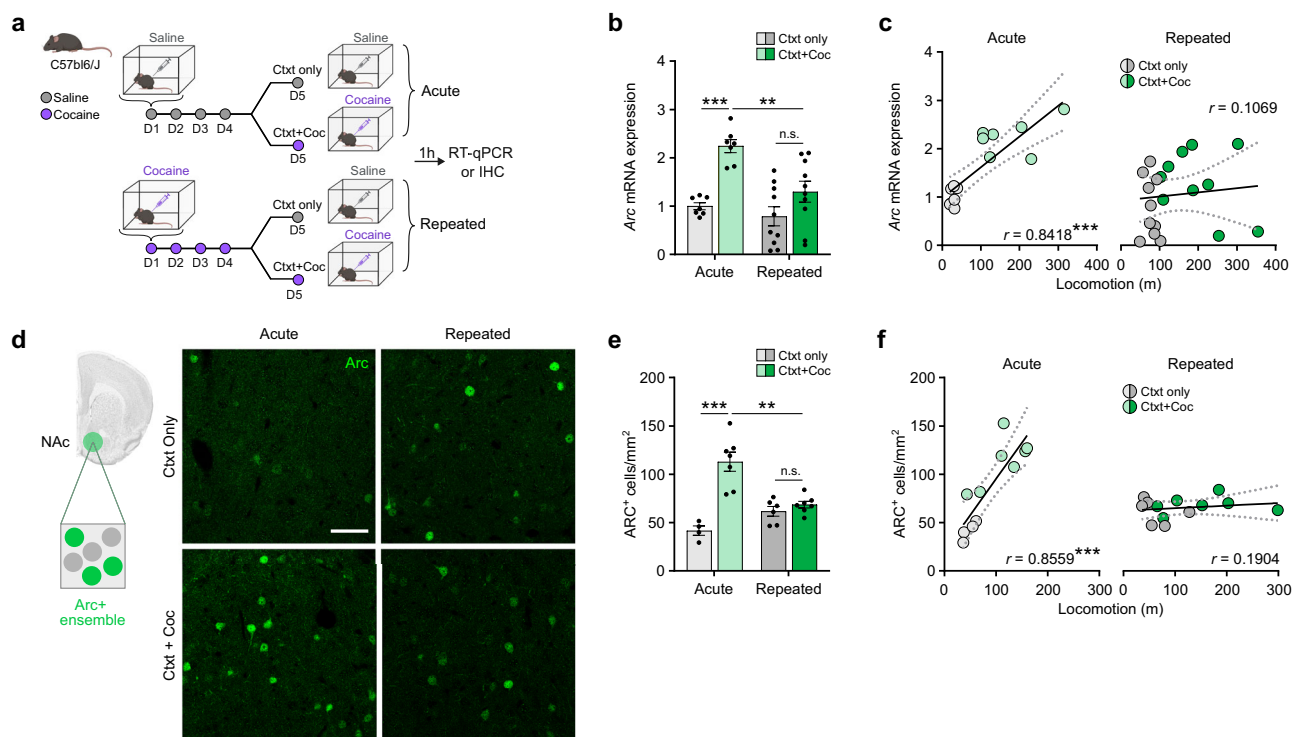 a
C57bl6/J
Saline
Cocaine
Saline
D1 D2 D3 D4
Ctxt only
D5
Ctxt+Coc
D5
Saline
Cocaine
Acute
Cocaine
D1 D2 D3 D4
Ctxt only
D5
Ctxt+Coc
D5
Saline
Cocaine
Repeated
1h
RT-qPCR
or IHC
b
Ctxt only
Ctxt+Coc
Arc mRNA expression
4
3
2
1
0
***
**
n.s.
Acute
Repeated
c
Acute
Repeated
Ctxt only
Ctxt+Coc
Arc mRNA expression
4
3
2
1
0
r = 0.8418***
r = 0.1069
0 100 200 300 400
0 100 200 300 400
Locomotion (m)
d
NAc
Arc+
ensemble
Acute
Repeated
Arc
Ctxt Only
Ctxt + Coc
e
Ctxt only
Ctxt+Coc
ARC+ cells/mm2
200
150
100
50
0
***
**
n.s.
Acute
Repeated
f
Acute
Repeated
Ctxt only
Ctxt+Coc
ARC+ cells/mm2
200
150
100
50
0
r = 0.8559***
r = 0.1904
0 100 200 300
0 100 200 300
Locomotion (m)